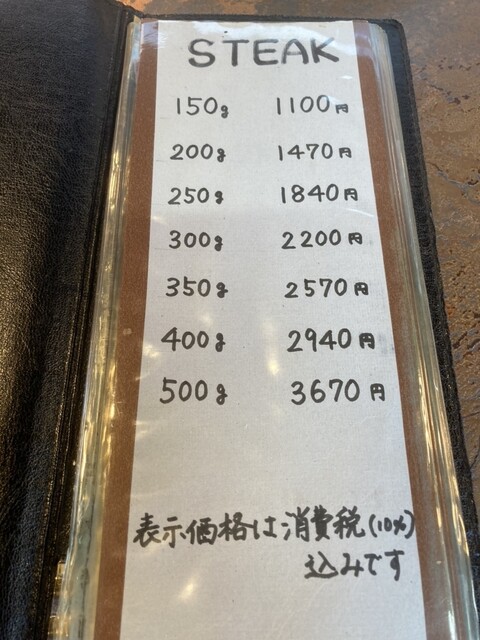 STEAK
150g 1100円
200g 1470円
250g 1840円
300g 2200円
350g 2570円
400g 2940円
500g 3670円
表示価格は消費税(10%)
込みです